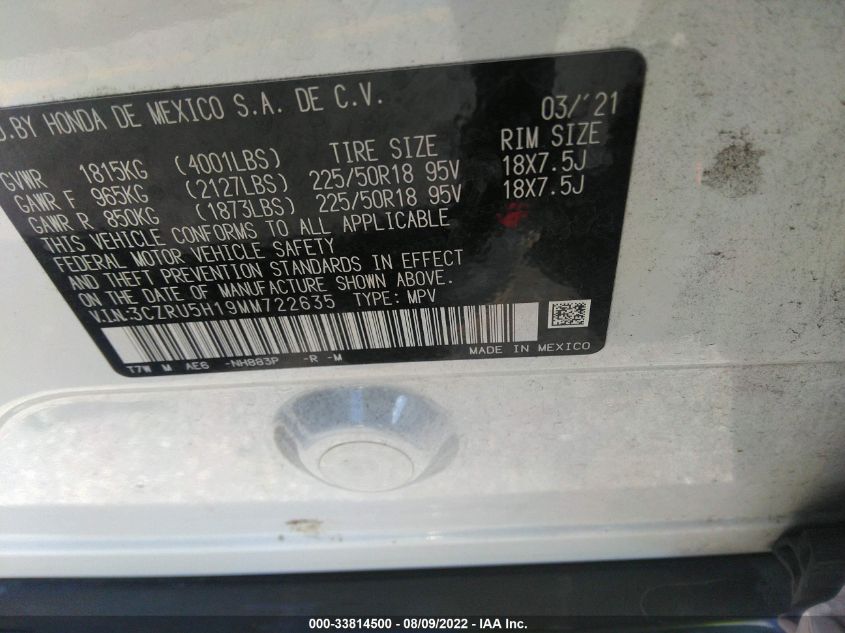 D.BY HONDA DE MEXICO S.A. DE C.V. 03/'21
GVWR 1815KG (4001LBS) TIRE SIZE RIM SIZE
GAWR F 965KG (2127LBS) 225/50R18 95V 18X7.5J
GAWR R 850KG (1873LBS) 225/50R18 95V 18X7.5J
THIS VEHICLE CONFORMS TO ALL APPLICABLE
FEDERAL MOTOR VEHICLE SAFETY
AND THEFT PREVENTION STANDARDS IN EFFECT
ON THE DATE OF MANUFACTURE SHOWN ABOVE.
VIN:3CZRU5H19MM722635 TYPE: MPV
T7W M AE6 -NH883P -R -M MADE IN MEXICO
000-33814500 - 08/09/2022 - IAA Inc.